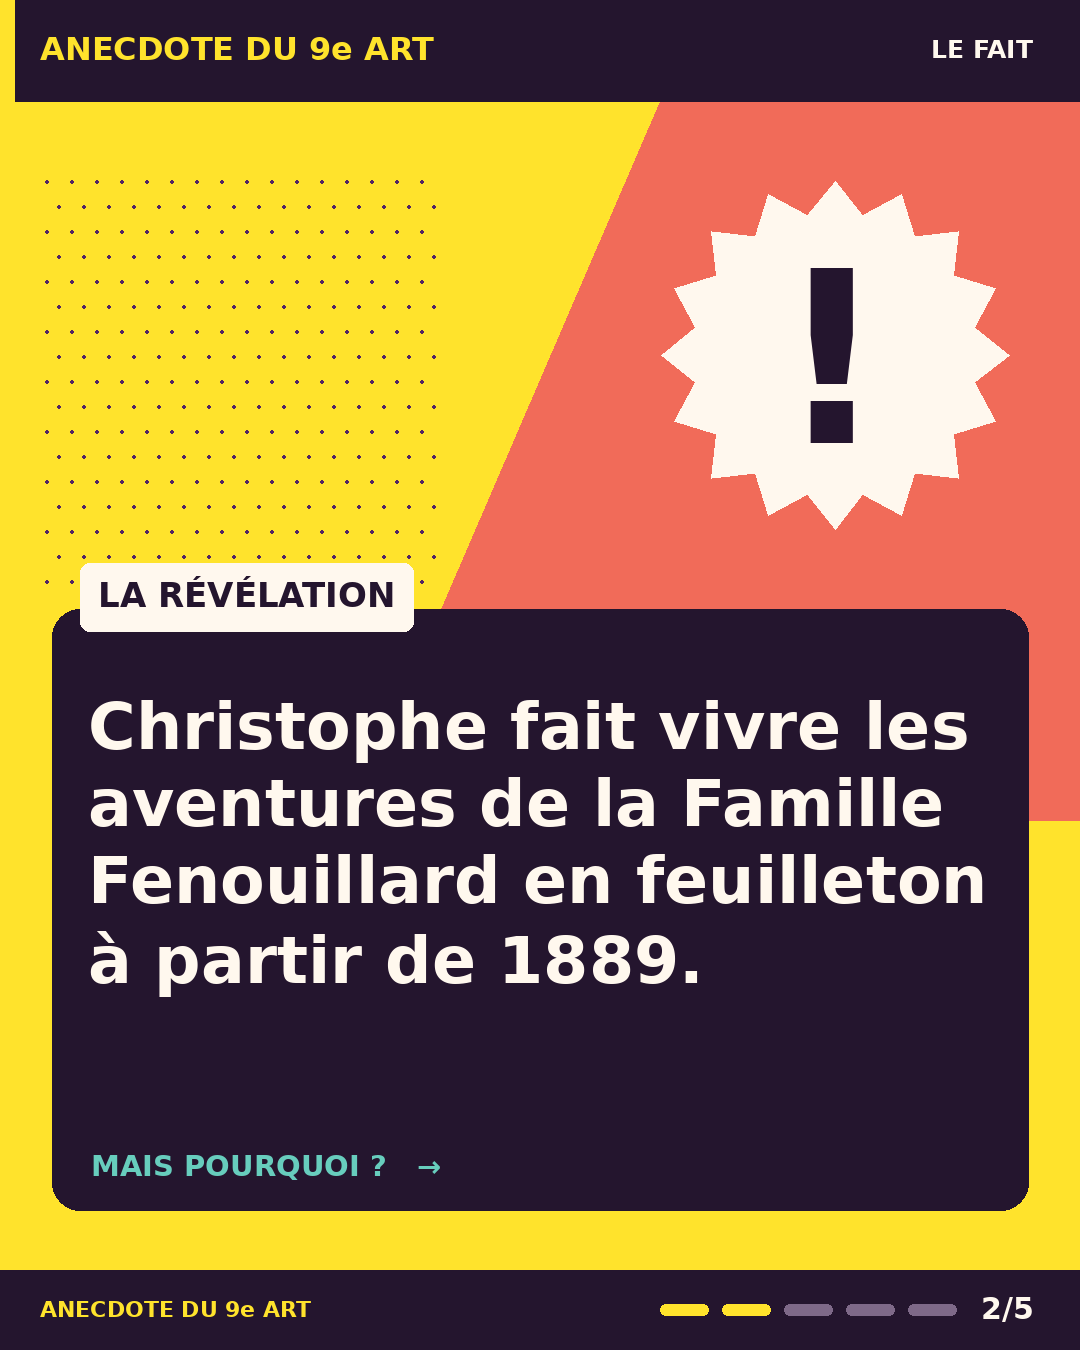 ANECDOTE DU 9e ART
LE FAIT
!
LA RÉVÉLATION
Christophe fait vivre les
aventures de la Famille
Fenouillard en feuilleton
à partir de 1889.
MAIS POURQUOI ? →
ANECDOTE DU 9e ART
2/5